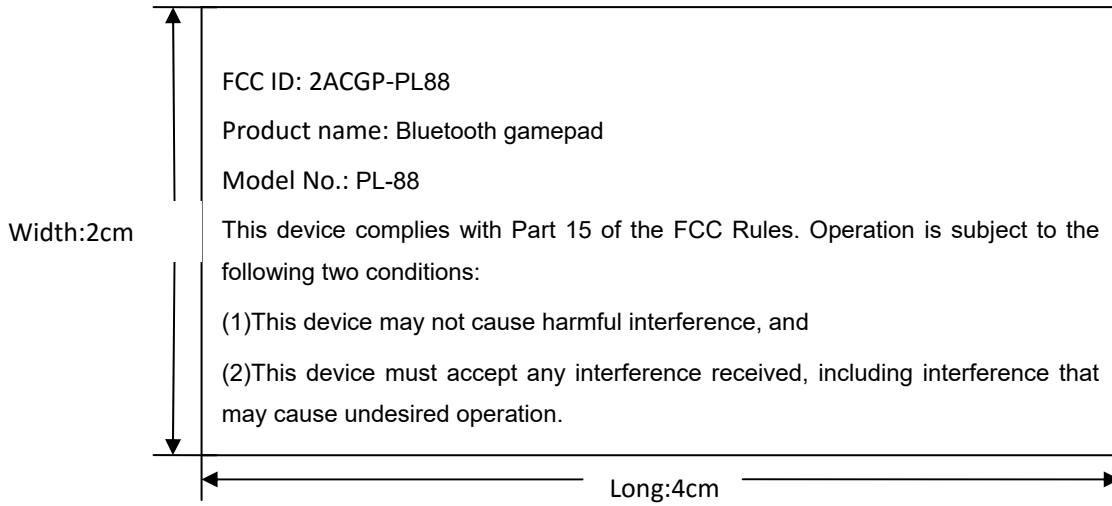 FCC ID: 2ACGP-PL88
Product name: Bluetooth gamepad
Model No.: PL-88
Width:2cm
This device complies with Part 15 of the FCC Rules. Operation is subject to the
following two conditions:
(1)This device may not cause harmful interference, and
(2)This device must accept any interference received, including interference that
may cause undesired operation.
Long:4cm